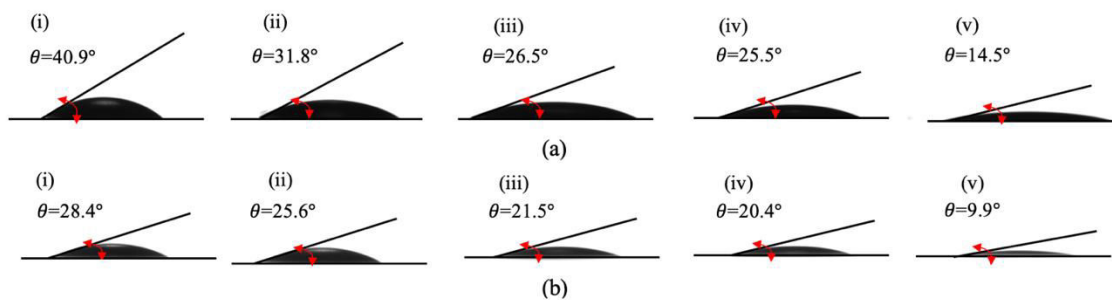 (i) (ii) (iii) (iv) (v)
θ=40.9° θ=31.8° θ=26.5° θ=25.5° θ=14.5°
(a)
(i) (ii) (iii) (iv) (v)
θ=28.4° θ=25.6° θ=21.5° θ=20.4° θ=9.9°
(b)